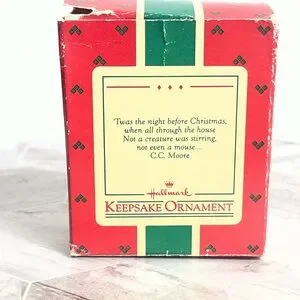 'Twas the night before Christmas,
when all through the house
Not a creature was stirring,
not even a mouse...
C.C. Moore
Hallmark
KEEPSAKE ORNAMENT